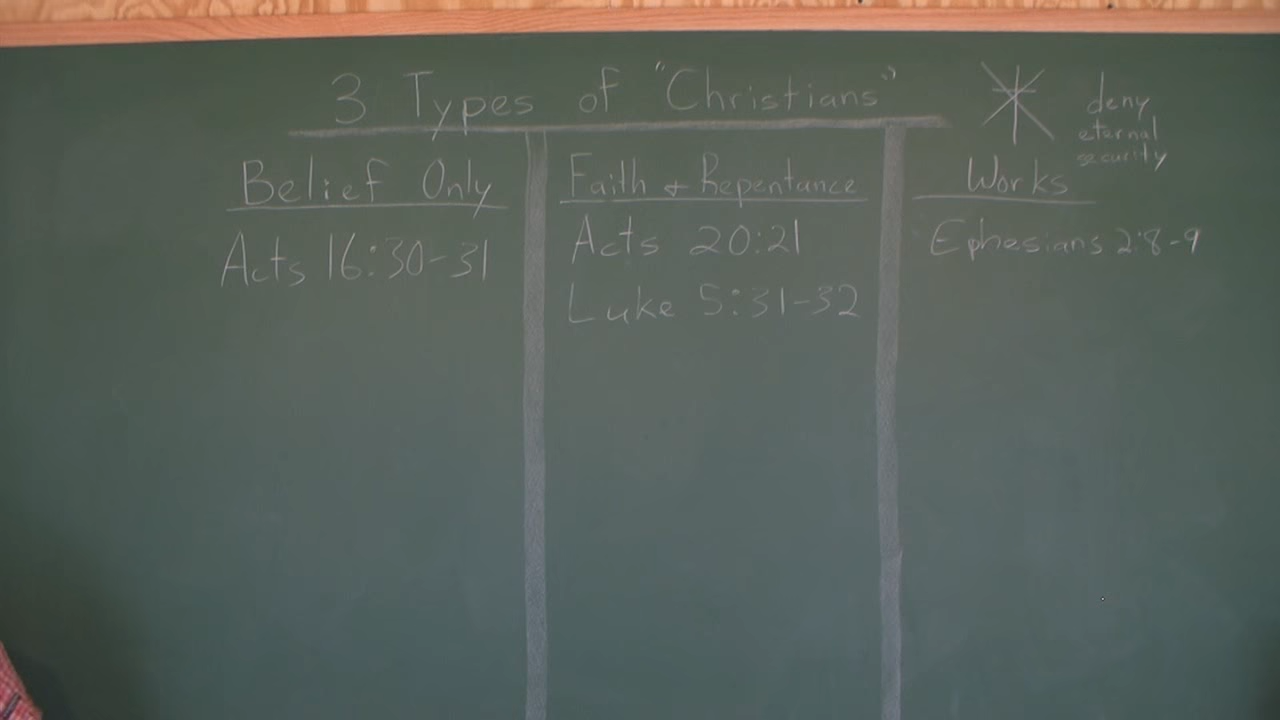 3 Types of "Christians"
deny
eternal
security
Belief Only
Acts 16:30-31
Faith & Repentance
Acts 20:21
Luke 5:31-32
Works
Ephesians 2:8-9